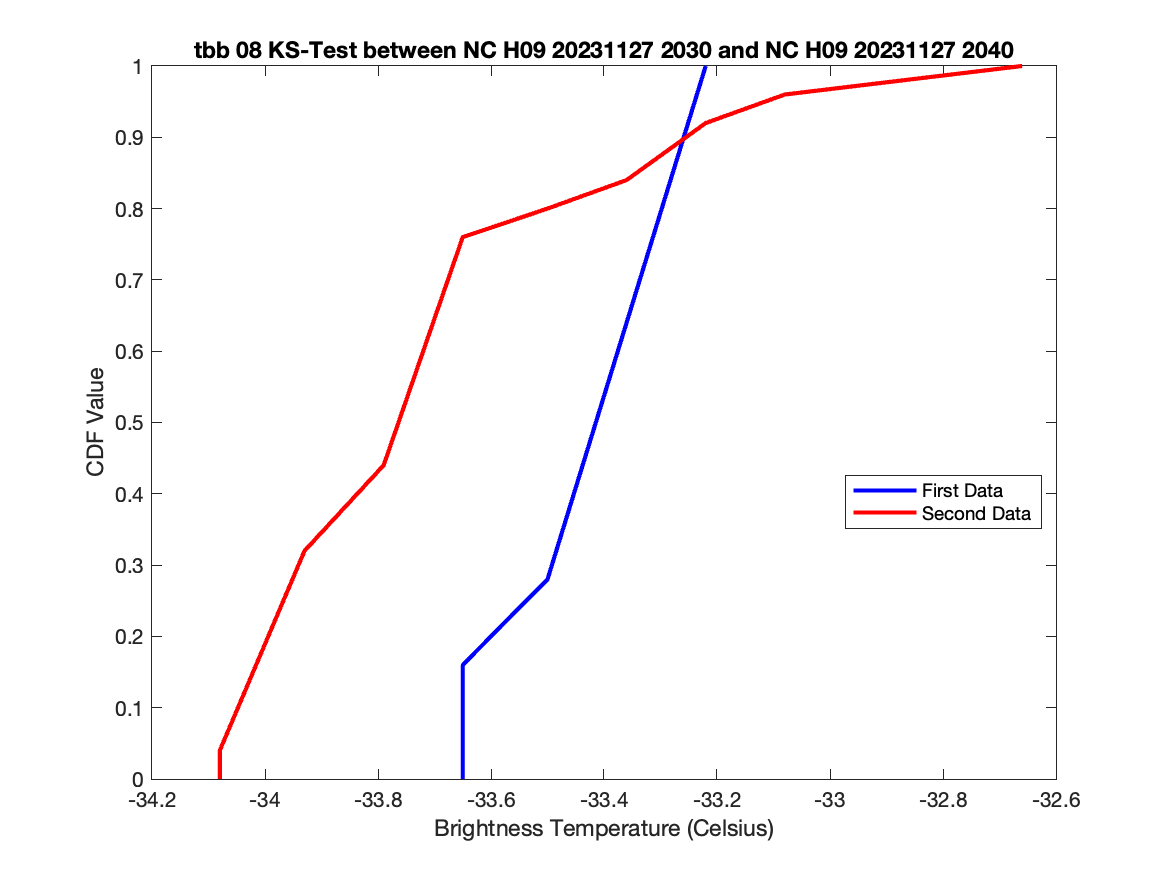 tbb 08 KS-Test between NC H09 20231127 2030 and NC H09 20231127 2040
1
0.9
0.8
0.7
0.6
0.5
0.4
0.3
0.2
0.1
0
CDF Value
First Data
Second Data
-34.2 -34 -33.8 -33.6 -33.4 -33.2 -33 -32.8 -32.6
Brightness Temperature (Celsius)